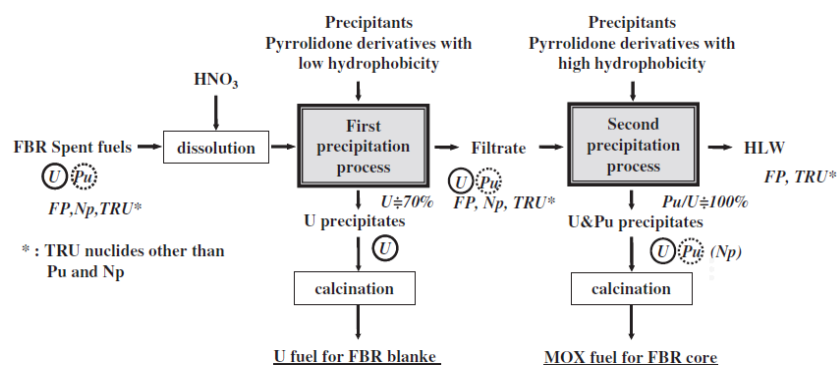 Precipitants
Pyrrolidone derivatives with
low hydrophobicity
Precipitants
Pyrrolidone derivatives with
high hydrophobicity
HNO3
FBR Spent fuels
dissolution
First
precipitation
process
Filtrate
Second
precipitation
process
HLW
U Pu
FP,Np,TRU*
U Pu
FP, Np, TRU*
FP, TRU*
U≒70%
U precipitates
U
Pu/U≒100%
U&Pu precipitates
U Pu (Np)
* : TRU nuclides other than
Pu and Np
calcination
calcination
U fuel for FBR blanke
MOX fuel for FBR core